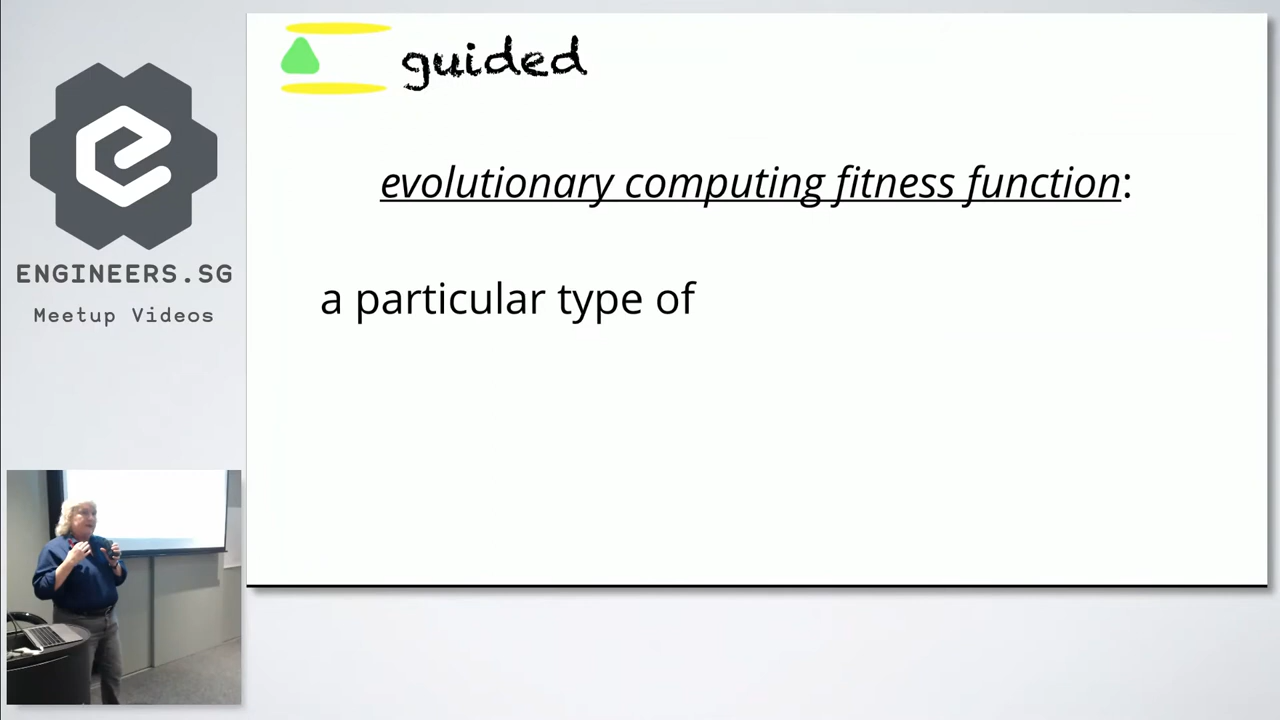 guided
evolutionary computing fitness function:
a particular type of
ENGINEERS.SG
Meetup Videos